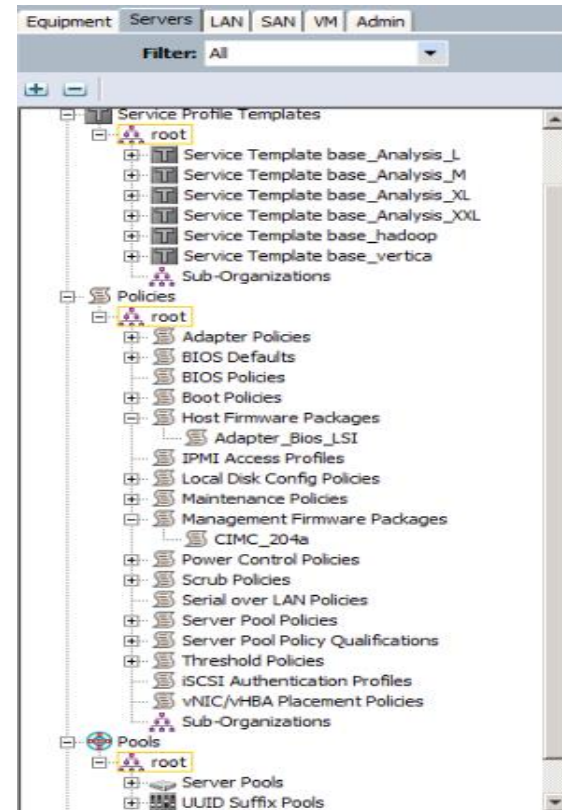 Equipment Servers LAN SAN VM Admin
Filter: All
Service Profile Templates
root
Service Template base_Analysis_L
Service Template base_Analysis_M
Service Template base_Analysis_XL
Service Template base_Analysis_XXL
Service Template base_hadoop
Service Template base_vertica
Sub-Organizations
Policies
root
Adapter Policies
BIOS Defaults
BIOS Policies
Boot Policies
Host Firmware Packages
Adapter_Bios_LSI
IPMI Access Profiles
Local Disk Config Policies
Maintenance Policies
Management Firmware Packages
CIMC_204a
Power Control Policies
Scrub Policies
Serial over LAN Policies
Server Pool Policies
Server Pool Policy Qualifications
Threshold Policies
iSCSI Authentication Profiles
vNIC/vHBA Placement Policies
Sub-Organizations
Pools
root
Server Pools
UUID Suffix Pools